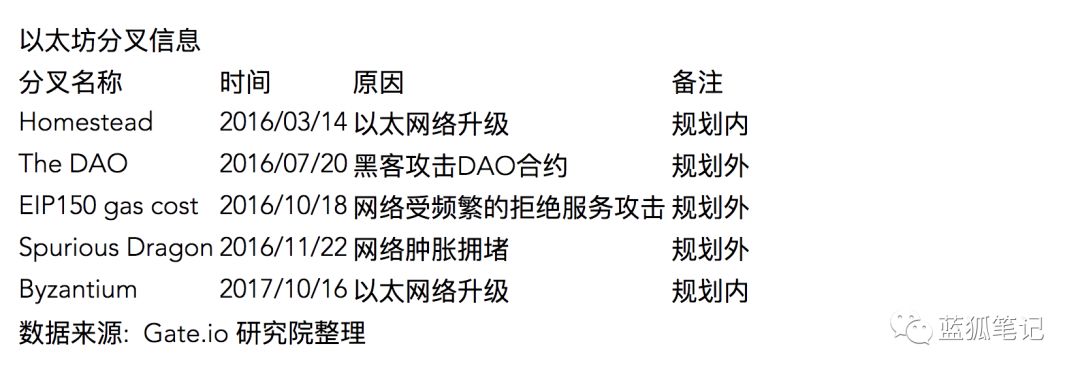 以太坊分叉信息
分叉名称 时间 原因 备注
Homestead 2016/03/14 以太网络升级 规划内
The DAO 2016/07/20 黑客攻击DAO合约 规划外
EIP150 gas cost 2016/10/18 网络受频繁的拒绝服务攻击 规划外
Spurious Dragon 2016/11/22 网络肿胀拥堵 规划外
Byzantium 2017/10/16 以太网络升级 规划内
数据来源: Gate.io 研究院整理
蓝狐笔记